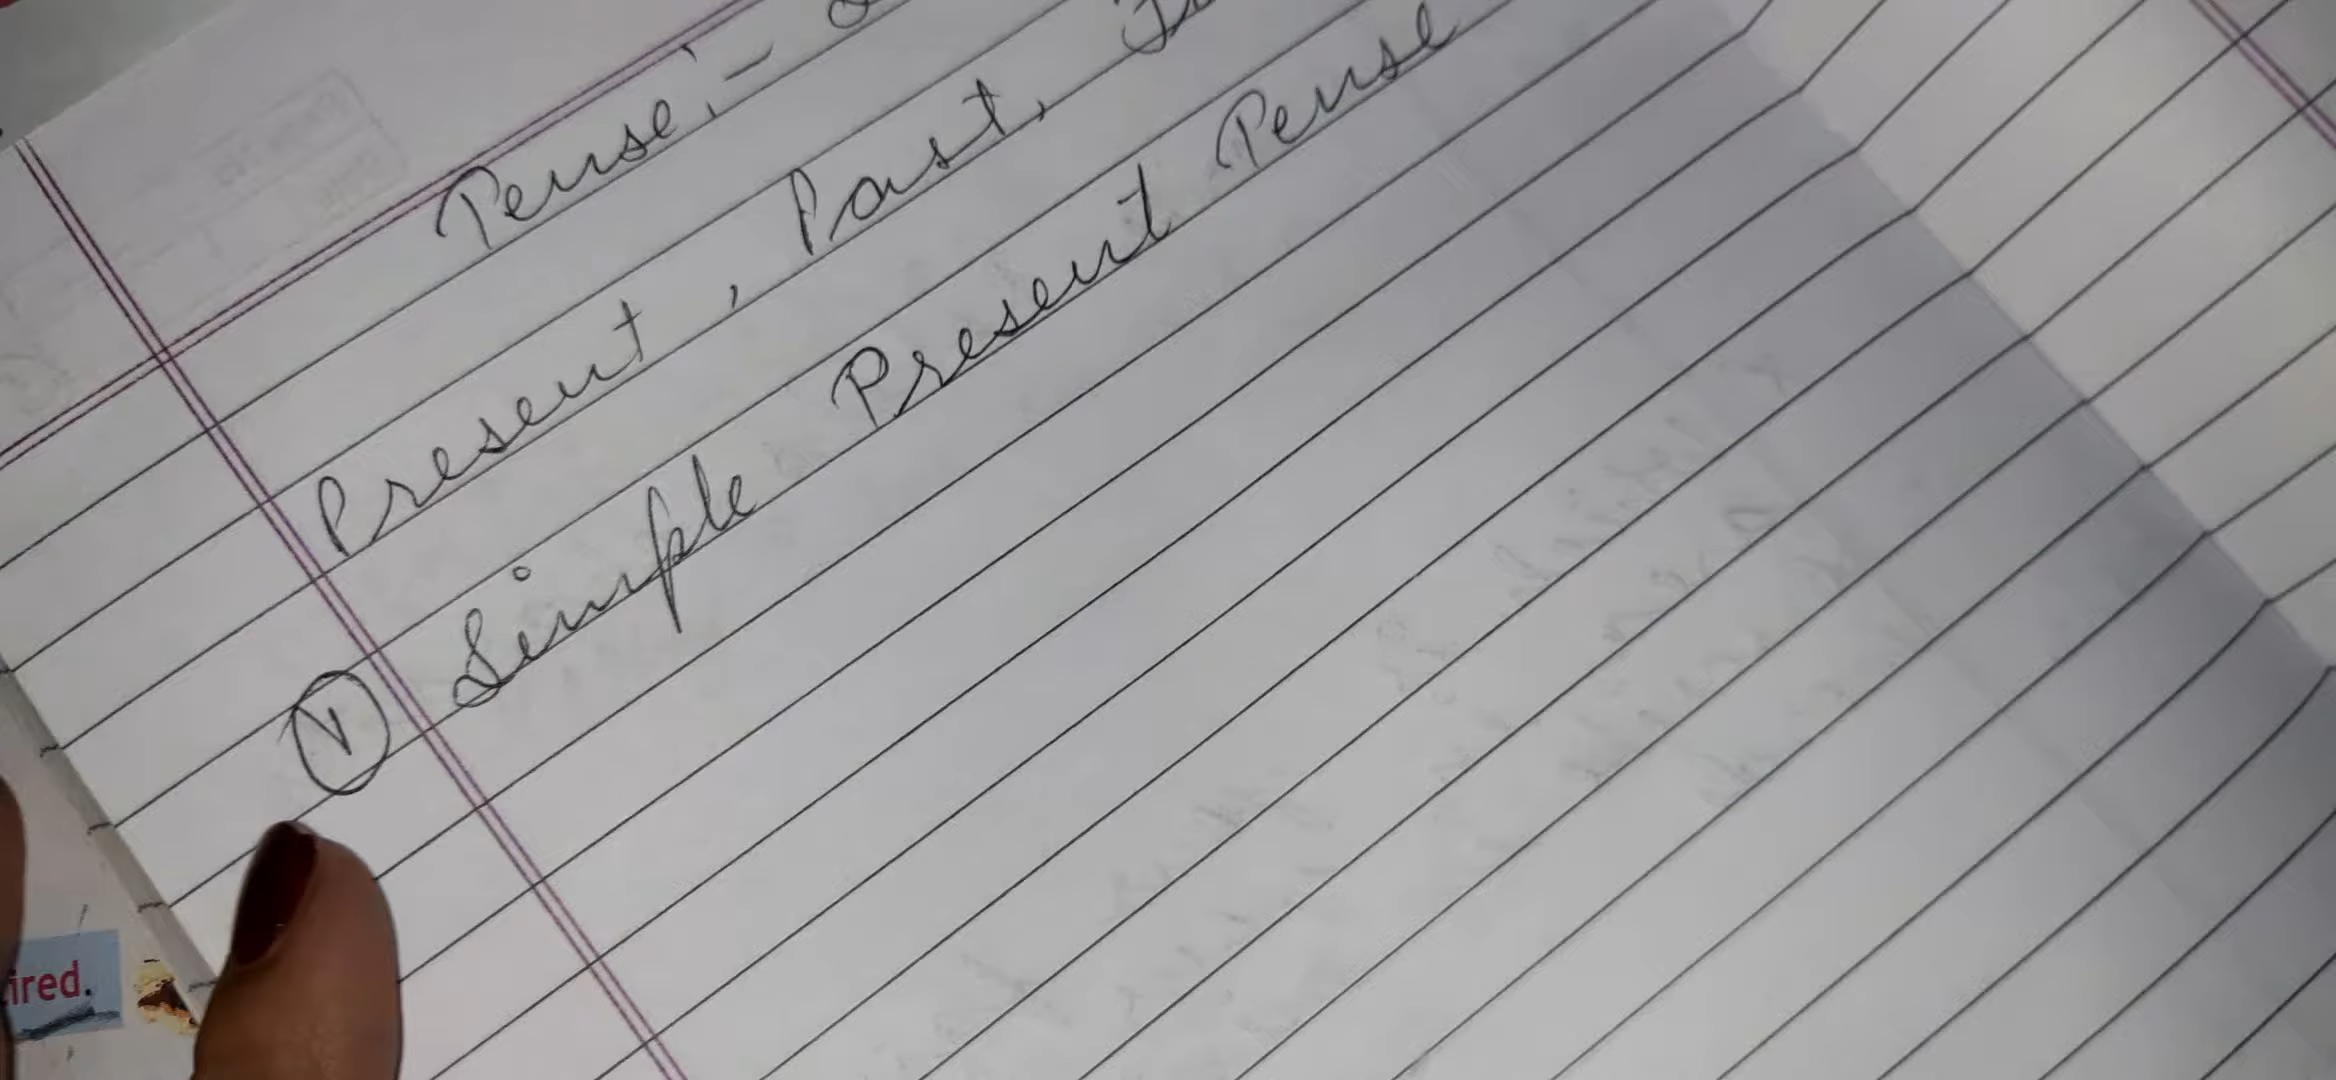 Tense:-
Present, Past,
1 Simple Present Tense
ired.